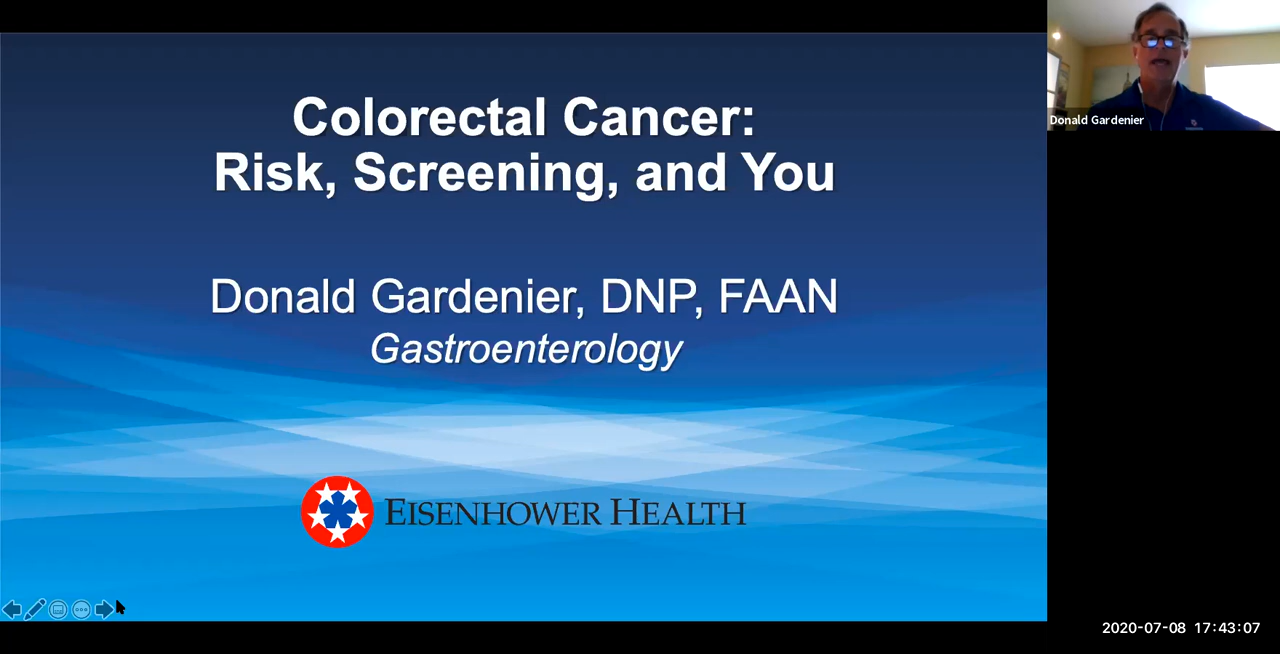 Colorectal Cancer:
Risk, Screening, and You
Donald Gardenier, DNP, FAAN
Gastroenterology
EISENHOWER HEALTH
Donald Gardenier
2020-07-08 17:43:07